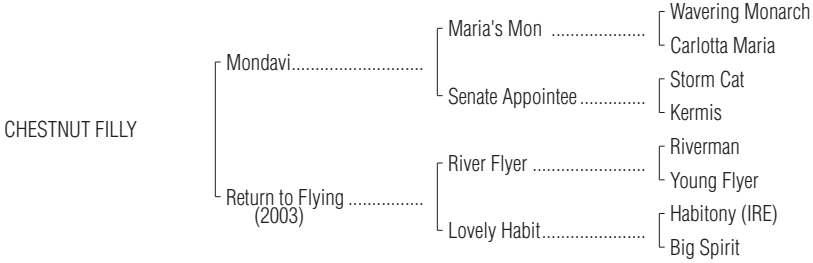 Wavering Monarch
Maria's Mon ....................
Carlotta Maria
Mondavi............................
Storm Cat
Senate Appointee..............
Kermis
CHESTNUT FILLY
Riverman
River Flyer ........................
Young Flyer
Return to Flying ................
(2003)
Habitony (IRE)
Lovely Habit......................
Big Spirit